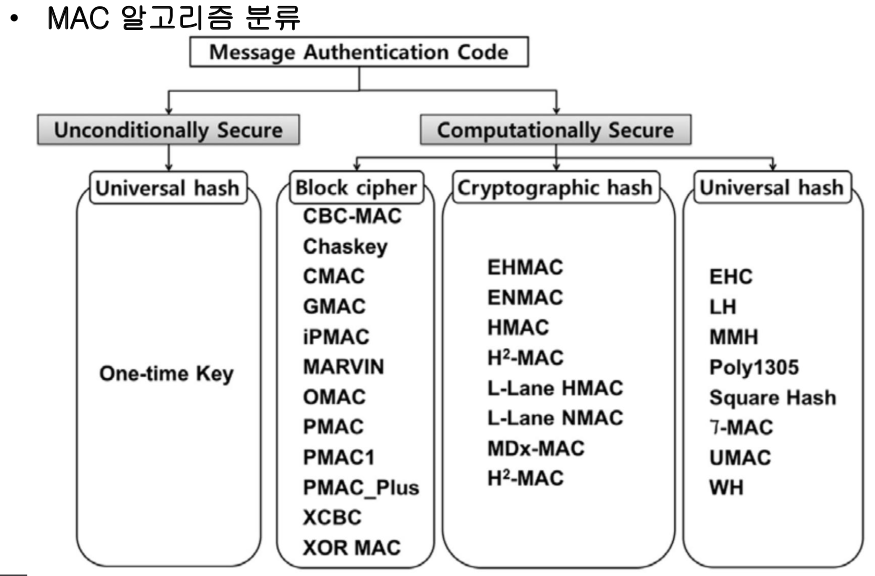 • MAC 알고리즘 분류
Message Authentication Code
Unconditionally Secure
Computationally Secure
Universal hash
One-time Key
Block cipher
CBC-MAC
Chaskey
CMAC
GMAC
iPMAC
MARVIN
OMAC
PMAC
PMAC1
PMAC_Plus
XCBC
XOR MAC
Cryptographic hash
EHMAC
ENMAC
HMAC
H²-MAC
L-Lane HMAC
L-Lane NMAC
MDx-MAC
H²-MAC
Universal hash
EHC
LH
MMH
Poly1305
Square Hash
7-MAC
UMAC
WH